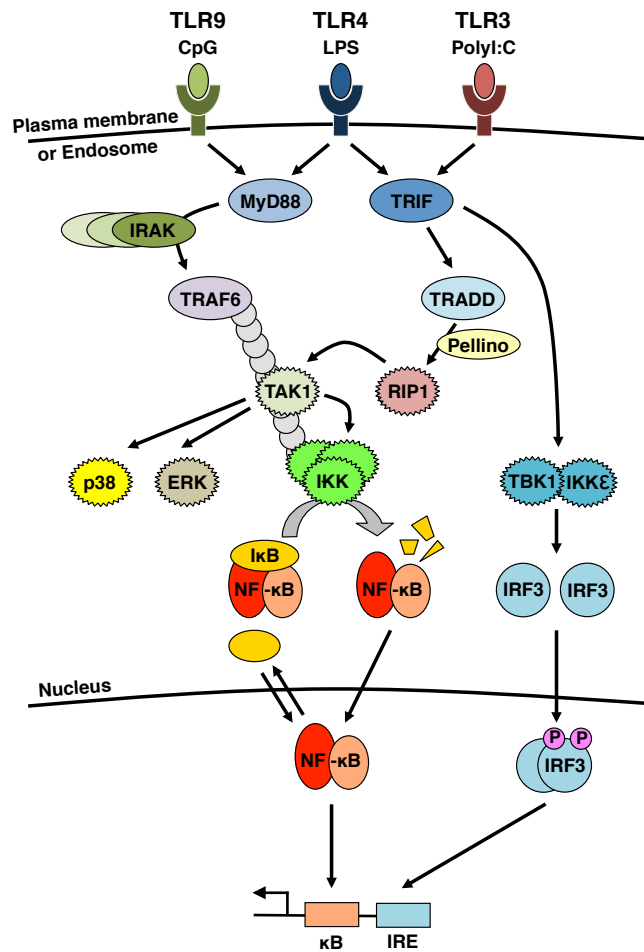 TLR9 TLR4 TLR3
CpG LPS PolyI:C
Plasma membrane
or Endosome
MyD88 TRIF
IRAK
TRAF6 TRADD
Pellino
TAK1 RIP1
p38 ERK IKK TBK1 IKKε
IκB
NF -κB NF -κB IRF3 IRF3
Nucleus
P P
NF -κB IRF3
κB IRE